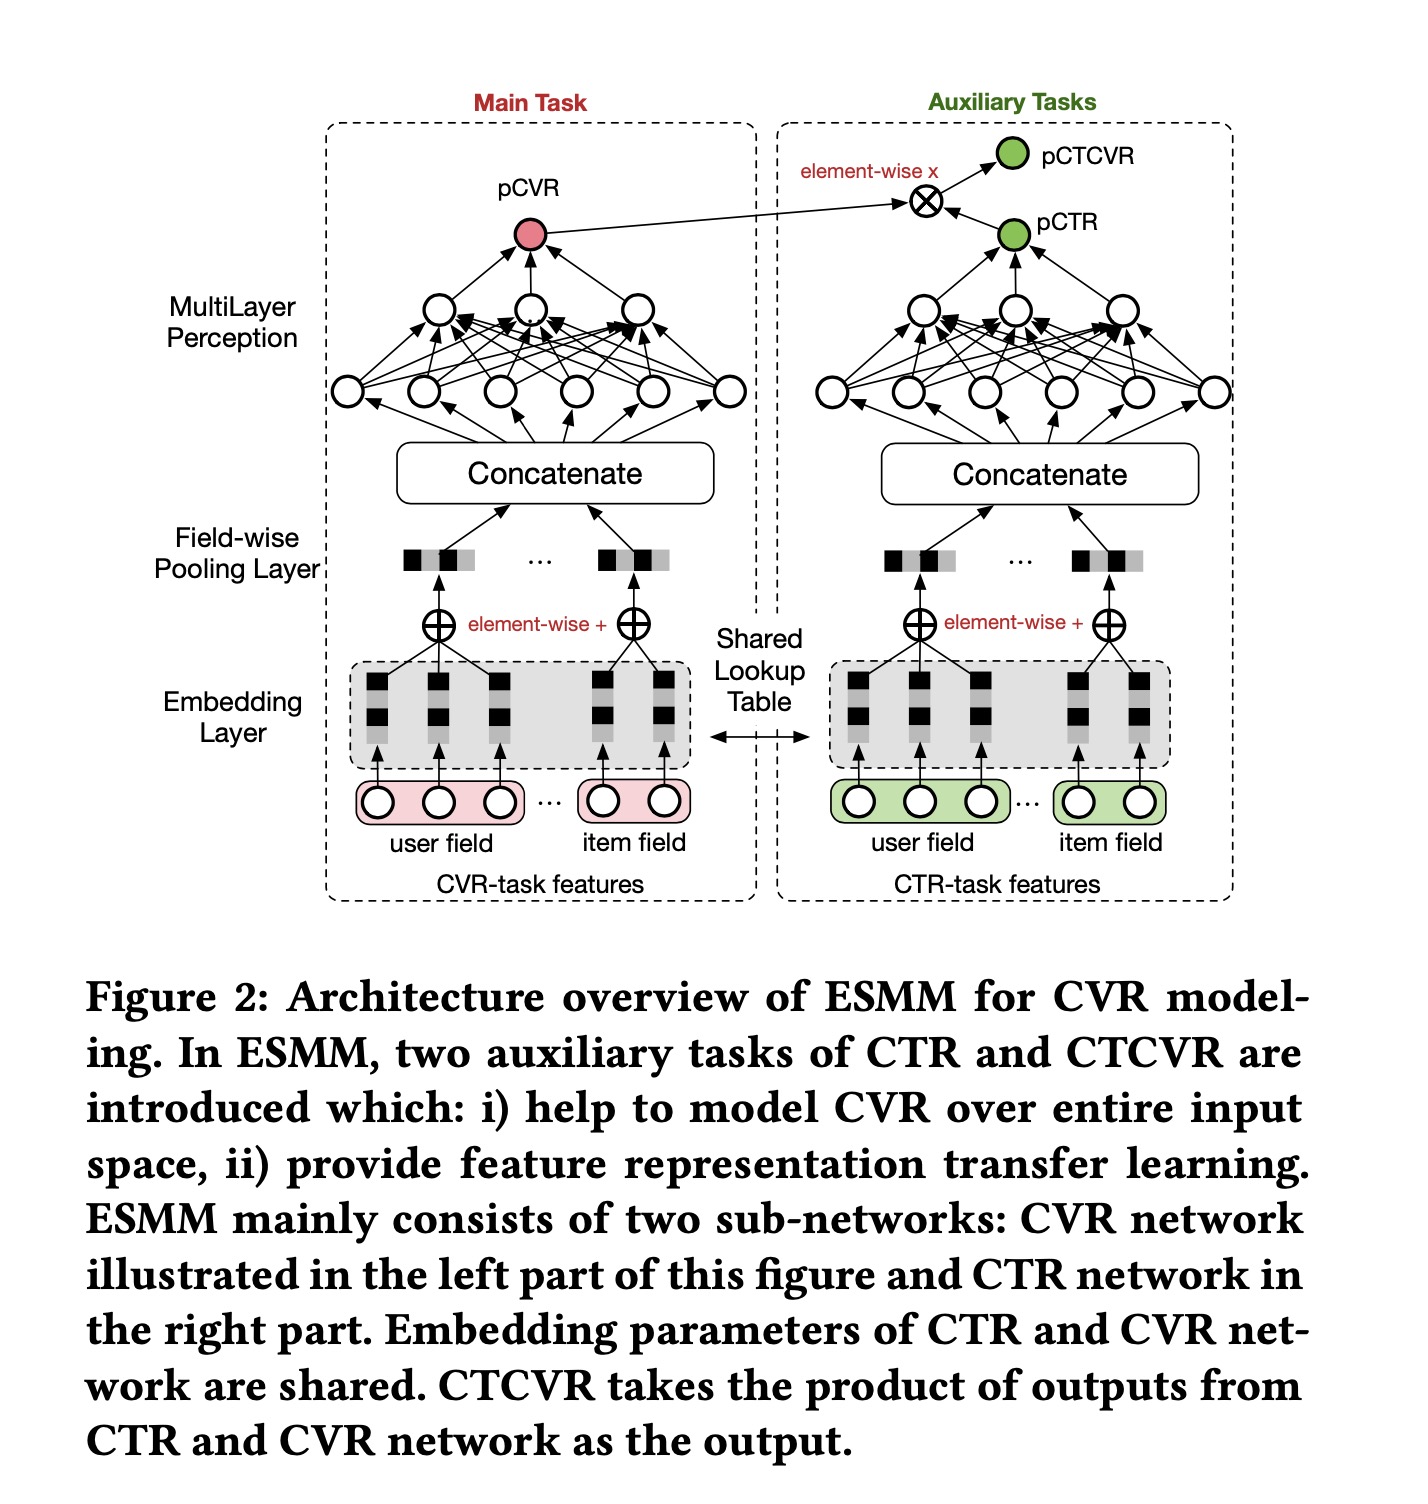 Main Task
Auxiliary Tasks
pCTCVR
element-wise x
pCVR
pCTR
MultiLayer
Perception
Concatenate
Concatenate
Field-wise
Pooling Layer
...
...
element-wise +
element-wise +
Shared
Lookup
Table
Embedding
Layer
...
...
user field
item field
user field
item field
CVR-task features
CTR-task features
Figure 2: Architecture overview of ESMM for CVR model-
ing. In ESMM, two auxiliary tasks of CTR and CTCVR are
introduced which: i) help to model CVR over entire input
space, ii) provide feature representation transfer learning.
ESMM mainly consists of two sub-networks: CVR network
illustrated in the left part of this figure and CTR network in
the right part. Embedding parameters of CTR and CVR net-
work are shared. CTCVR takes the product of outputs from
CTR and CVR network as the output.